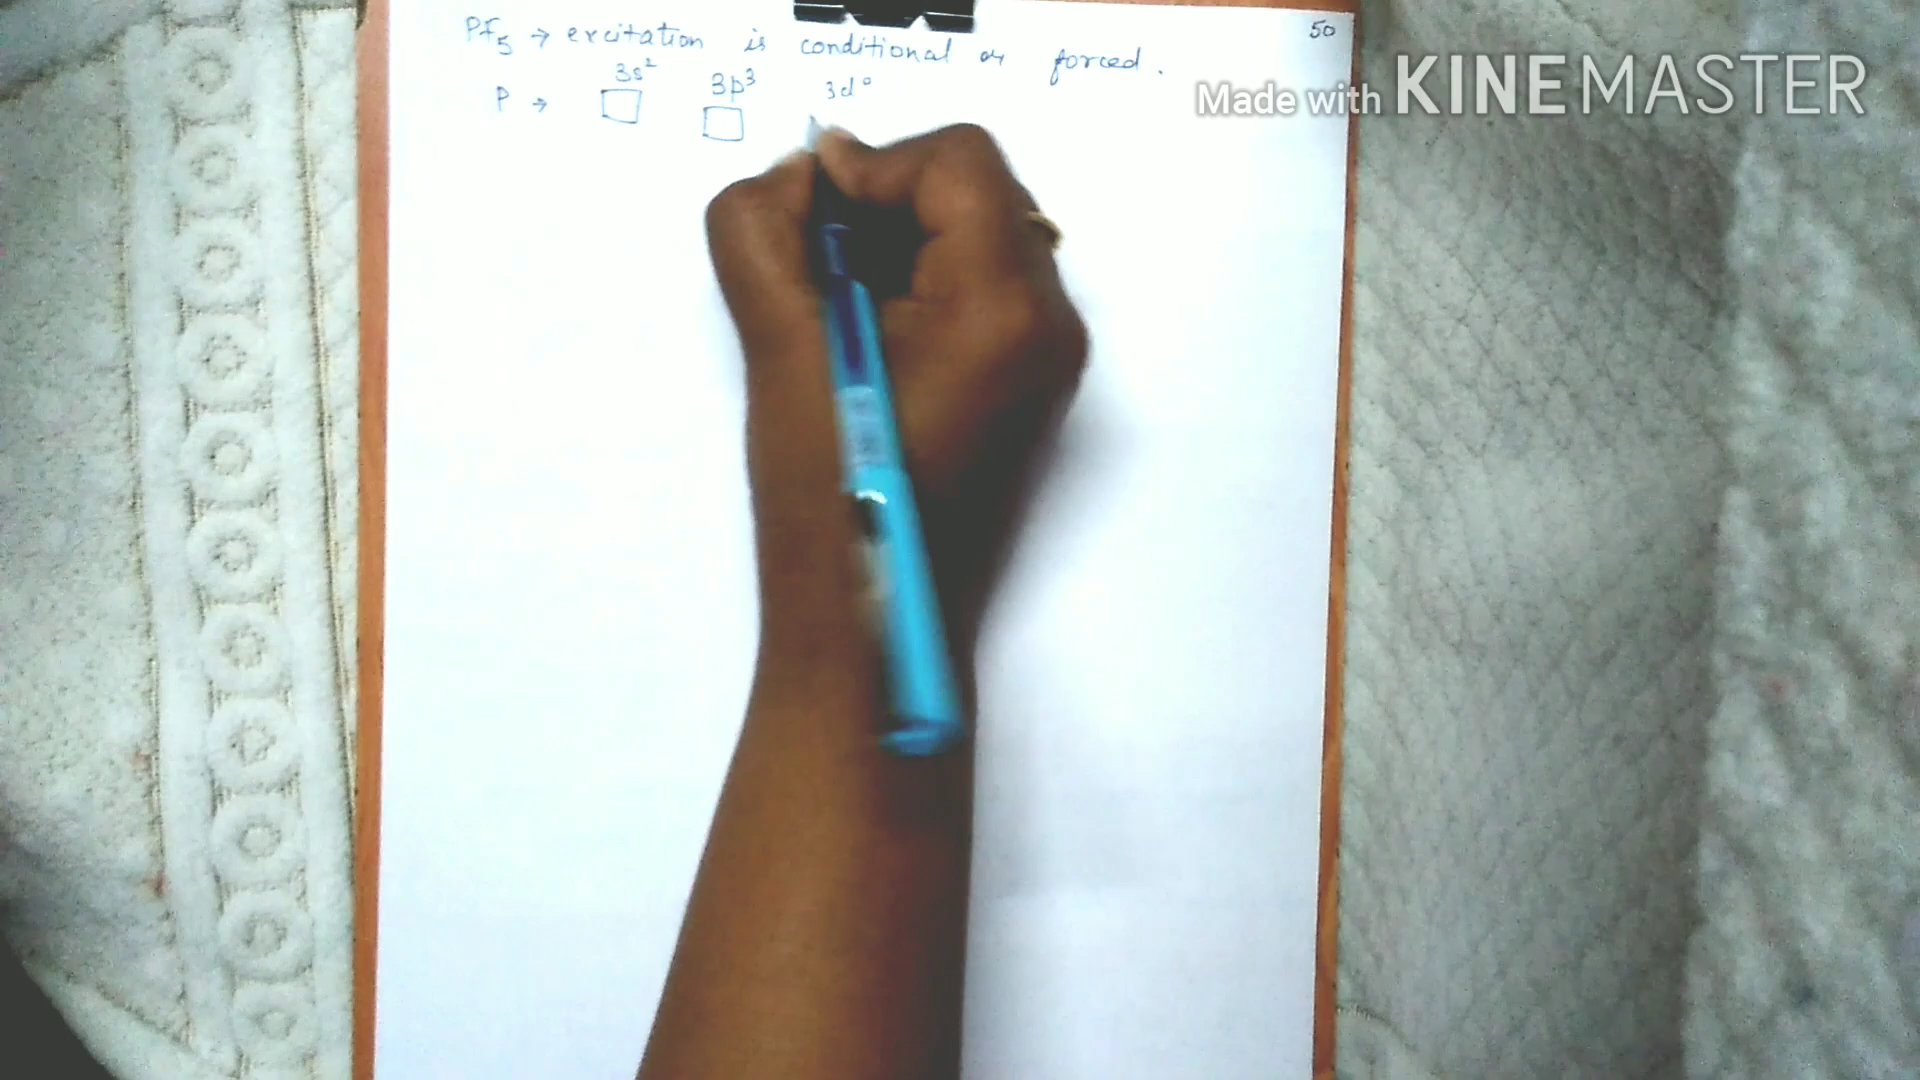 50
PF5 → excitation is conditional or forced.
3s² 3p³ 3d⁰
P →
Made with KINEMASTER